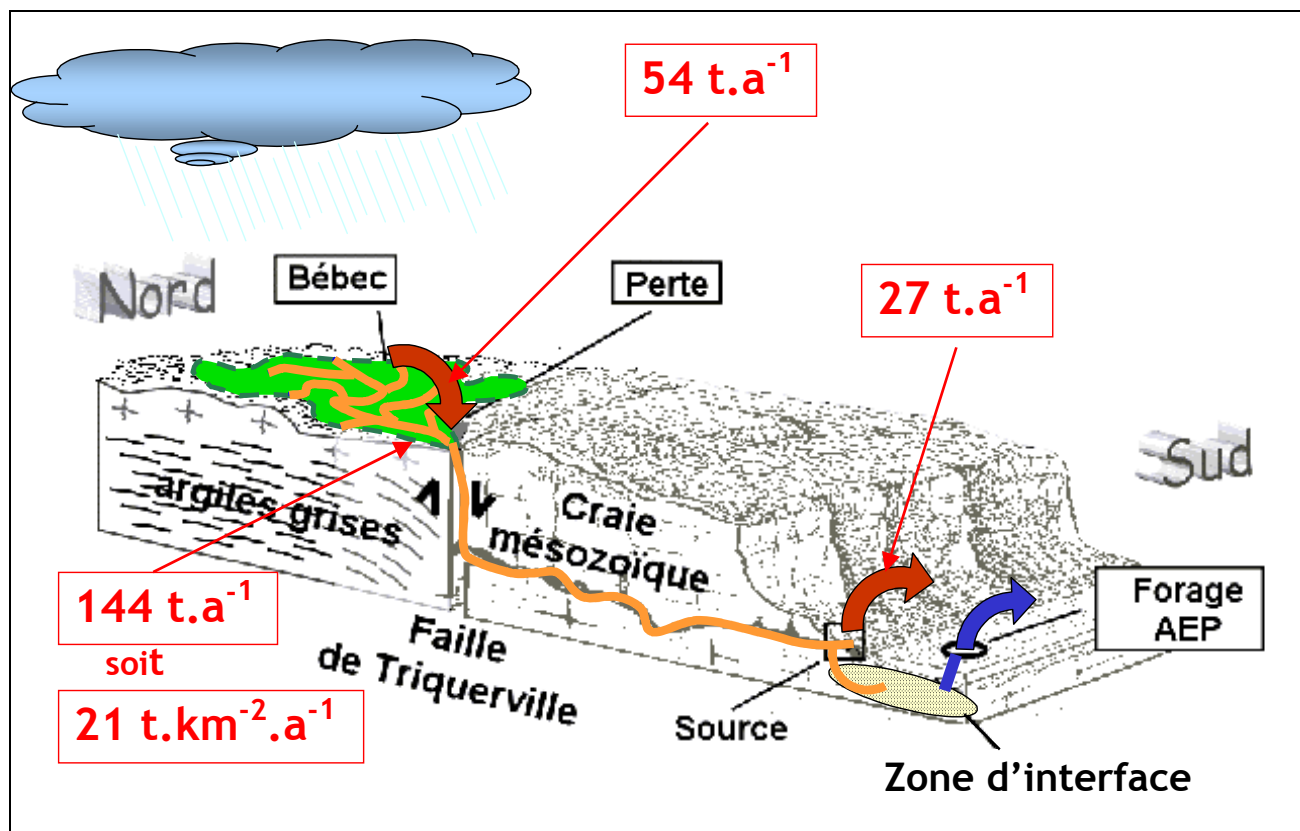 54 t.a-1
Bébec
Perte
27 t.a-1
Nord
Sud
argiles grises
Craie
mésozoïque
144 t.a-1
soit
21 t.km-2.a-1
Faille
de Triquerville
Forage
AEP
Source
Zone d’interface